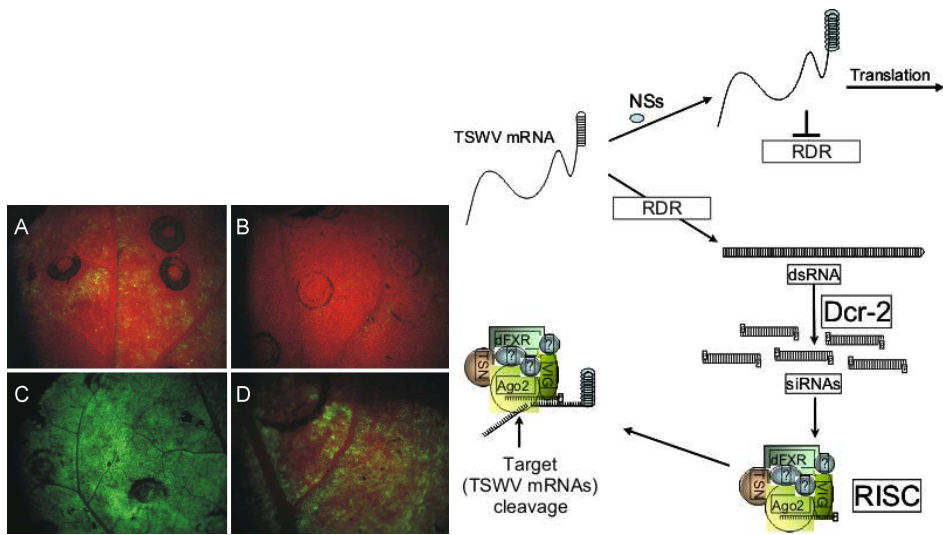 A
B
C
D
TSWV mRNA
NSs
Translation
RDR
RDR
dsRNA
Dcr-2
siRNAs
dFXR
?
?
?
?
TSN
VIG
Ago2
RISC
dFXR
?
?
?
?
TSN
VIG
Ago2
Target
(TSWV mRNAs)
cleavage